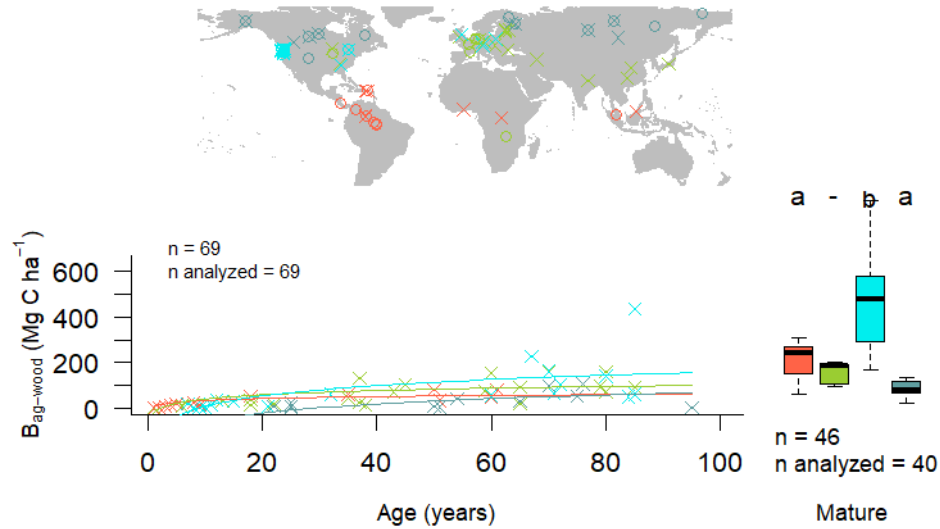 a - b a
n = 69
n analyzed = 69
B ag−wood (Mg C ha −1)
600
400
200
0
0 20 40 60 80 100
Age (years)
n = 46
n analyzed = 40
Mature